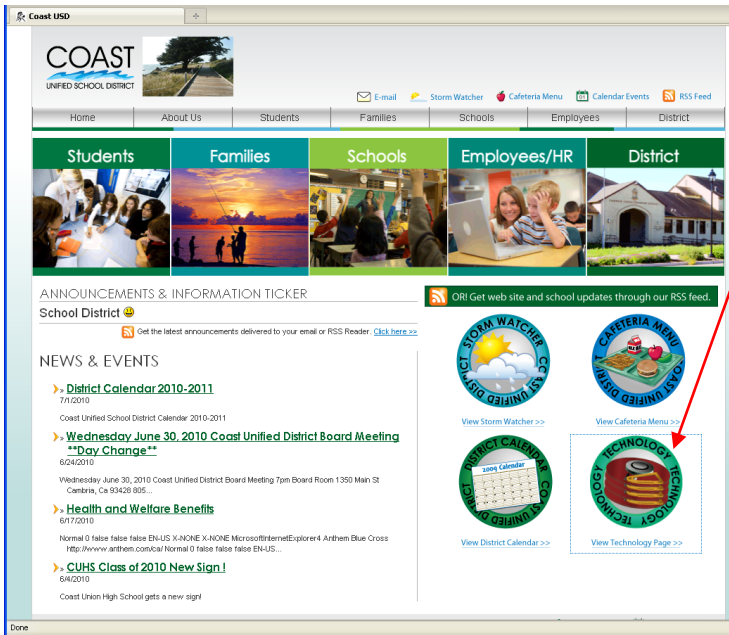 Coast USD
COAST
UNIFIED SCHOOL DISTRICT
E-mail Storm Watcher Cafeteria Menu Calendar Events RSS Feed
Home About Us Students Families Schools Employees District
Students Families Schools Employees/HR District
ANNOUNCEMENTS & INFORMATION TICKER
School District
Get the latest announcements delivered to your email or RSS Reader. Click here >>
OR! Get web site and school updates through our RSS feed.
NEWS & EVENTS
» District Calendar 2010-2011
7/1/2010
Coast Unified School District Calendar 2010-2011
» Wednesday June 30, 2010 Coast Unified District Board Meeting
**Day Change**
6/24/2010
Wednesday June 30, 2010 Coast Unified District Board Meeting 7pm Board Room 1350 Main St
Cambria, Ca 93428 805...
» Health and Welfare Benefits
6/17/2010
Normal 0 false false false EN-US X-NONE X-NONE MicrosoftInternetExplorer4 Anthem Blue Cross
http://www.anthem.com/ca/ Normal 0 false false false EN-US...
» CUHS Class of 2010 New Sign !
6/4/2010
Coast Union High School gets a new sign!
STORM WATCHER
COAST UNIFIED DISTRICT
View Storm Watcher >>
CAFETERIA MENU
COAST UNIFIED DISTRICT
View Cafeteria Menu >>
DISTRICT CALENDAR
COAST UNIFIED
2009 Calendar
View District Calendar >>
TECHNOLOGY TECHNOLOGY TECHNOLOGY
View Technology Page >>
Done